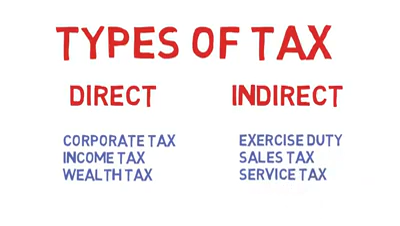 TYPES OF TAX
DIRECT
CORPORATE TAX
INCOME TAX
WEALTH TAX
INDIRECT
EXERCISE DUTY
SALES TAX
SERVICE TAX